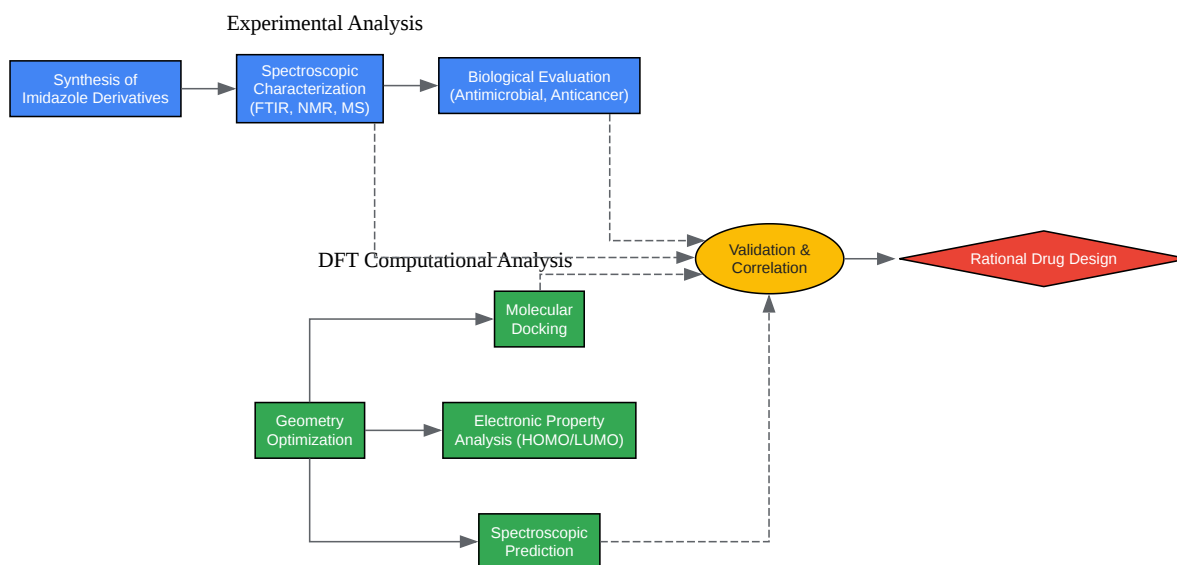 Experimental Analysis
Synthesis of
Imidazole Derivatives
Spectroscopic
Characterization
(FTIR, NMR, MS)
Biological Evaluation
(Antimicrobial, Anticancer)
DFT Computational Analysis
Validation &
Correlation
Rational Drug Design
Molecular
Docking
Geometry
Optimization
Electronic Property
Analysis (HOMO/LUMO)
Spectroscopic
Prediction